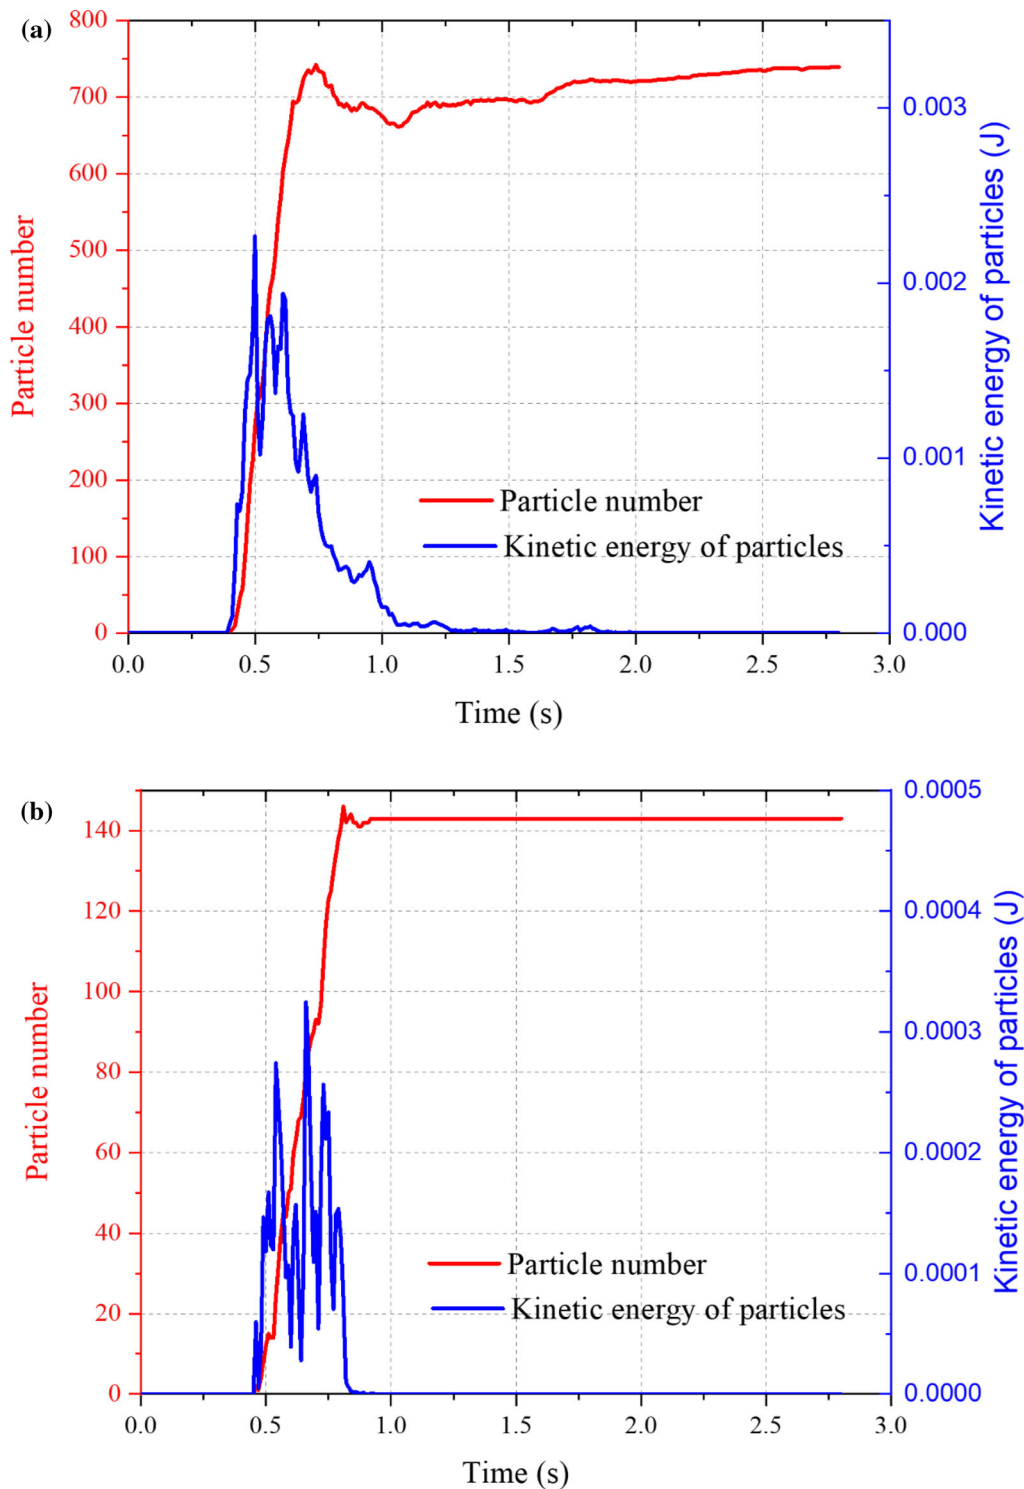 (a)
800
700
600
500
400
300
200
100
0
Particle number
0.003
0.002
0.001
0.000
Kinetic energy of particles (J)
Particle number
Kinetic energy of particles
0.0 0.5 1.0 1.5 2.0 2.5 3.0
Time (s)
(b)
140
120
100
80
60
40
20
0
Particle number
0.0005
0.0004
0.0003
0.0002
0.0001
0.0000
Kinetic energy of particles (J)
Particle number
Kinetic energy of particles
0.0 0.5 1.0 1.5 2.0 2.5 3.0
Time (s)